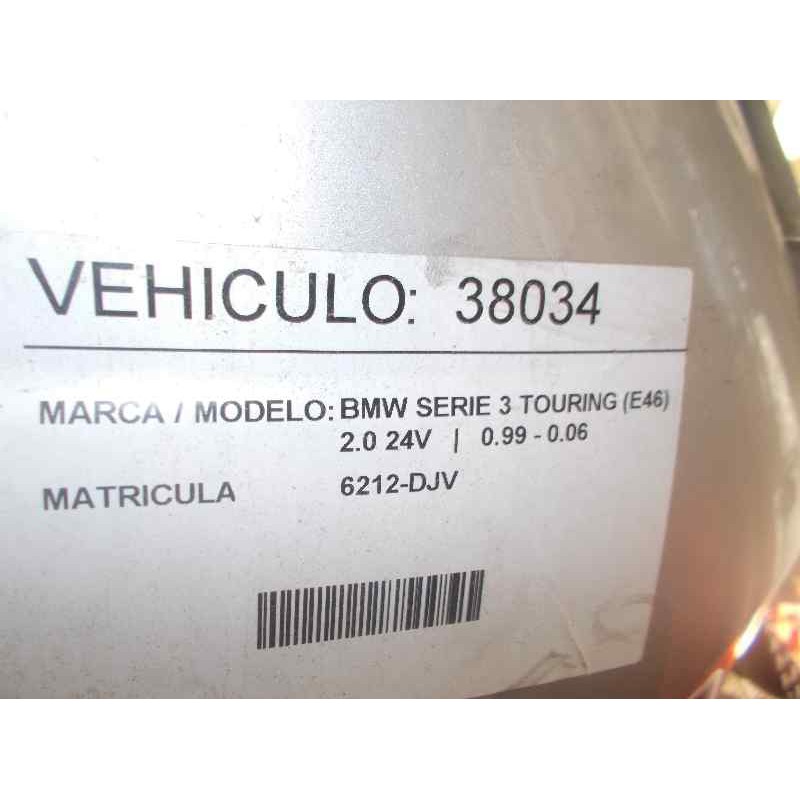 VEHICULO: 38034
MARCA / MODELO: BMW SERIE 3 TOURING (E46)
2.0 24V | 0.99 - 0.06
MATRICULA 6212-DJV